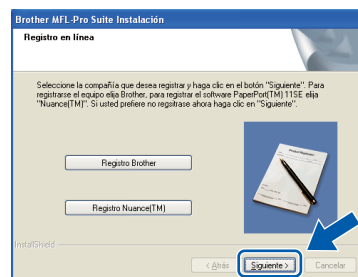 Brother MFL-Pro Suite Instalación
Registro en línea
Seleccione la compañía que desea registrar y haga clic en el botón "Siguiente". Para
registrarse el equipo elija Brother, para registrar el software PaperPort(TM) 11SE elija
"Nuance(TM)". Si usted prefiere no regsitrase ahora haga clic en "Siguiente".
Registro Brother
Registro Nuance(TM)
InstallShield
< Atrás
Siguiente >
Cancelar